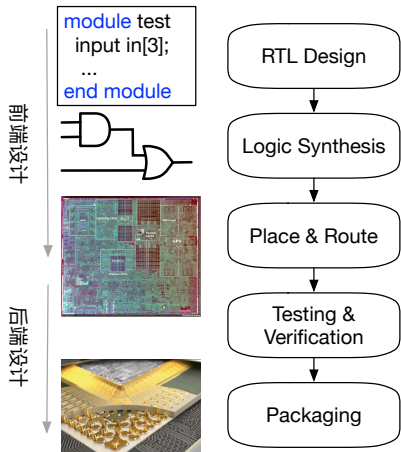 module test
input in[3];
...
end module
前端设计
后端设计
RTL Design
Logic Synthesis
Place & Route
Testing &
Verification
Packaging